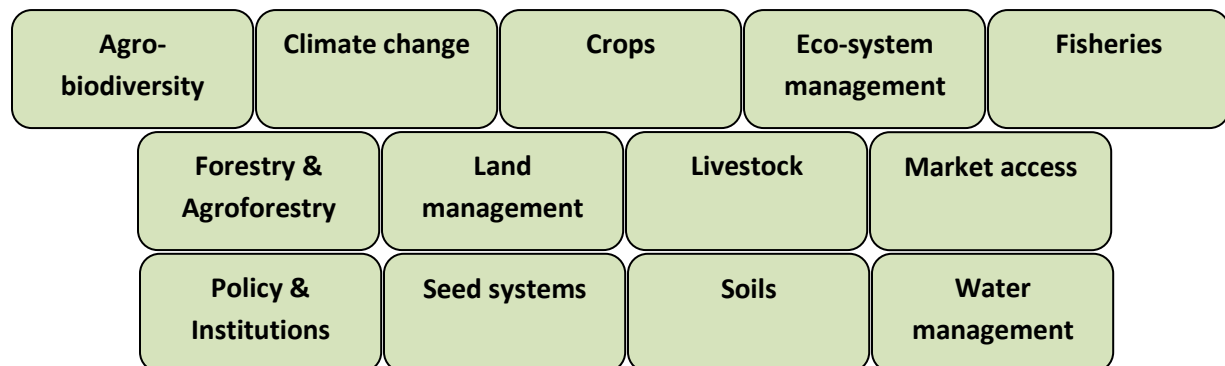 Agro-
biodiversity
Climate change
Crops
Eco-system
management
Fisheries
Forestry &
Agroforestry
Land
management
Livestock
Market access
Policy &
Institutions
Seed systems
Soils
Water
management